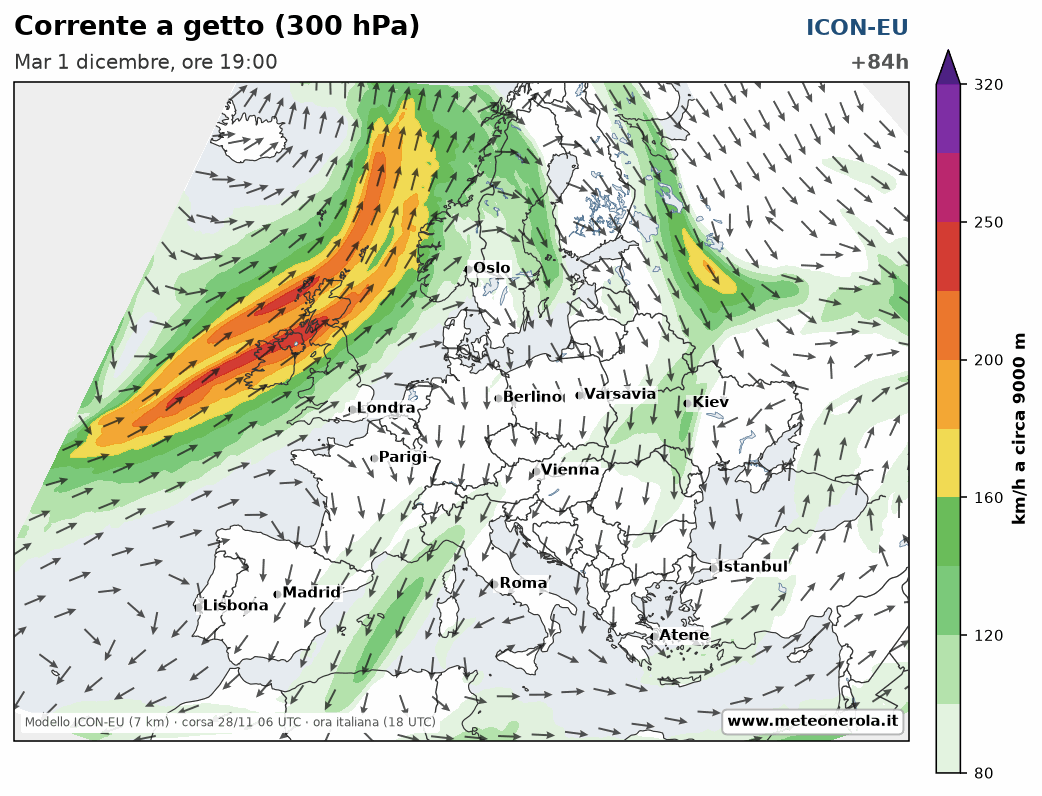 Corrente a getto (300 hPa)
ICON-EU
Mar 1 dicembre, ore 19:00
+84h
320
250
200
160
120
80
km/h a circa 9000 m
Oslo
Berlino
Varsavia
Kiev
Londra
Parigi
Vienna
Istanbul
Roma
Madrid
Lisbona
Atene
Modello ICON-EU (7 km) · corsa 28/11 06 UTC · ora italiana (18 UTC)
www.meteonerola.it